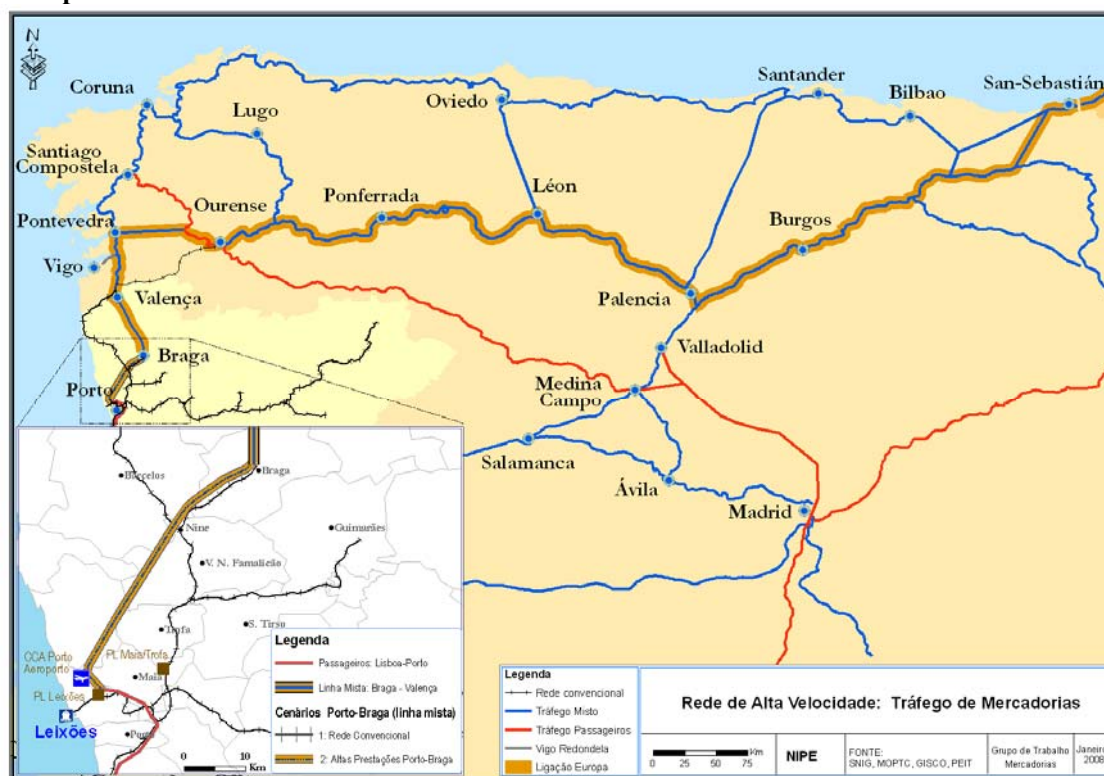 N
Coruna
Lugo
Oviedo
Santander
Bilbao
San-Sebastián
Santiago
Compostela
Ourense
Ponferrada
Léon
Burgos
Pontevedra
Vigo
Valença
Palencia
Braga
Valladolid
Porto
Medina
Campo
Salamanca
Ávila
Madrid
Barcelos
Braga
Nine
Guimarães
V. N. Famalicão
Trofa
S. Tirso
CCA Porto
Aeroporto
PL Maia/Trofa
Maia
PL Leixões
Leixões
Porto
0 10
Km
Legenda
Passageiros: Lisboa-Porto
Linha Mista: Braga - Valença
Cenários Porto-Braga (linha mista)
1: Rede Convencional
2: Altas Prestações Porto-Braga
Legenda
Rede convencional
Tráfego Misto
Tráfego Passageiros
Vigo Redondela
Ligação Europa
Rede de Alta Velocidade: Tráfego de Mercadorias
0 25 50 75 Km
NIPE
FONTE:
SNIG, MOPTC, GISCO, PEIT
Grupo de Trabalho
Mercadorias
Janeiro
2008